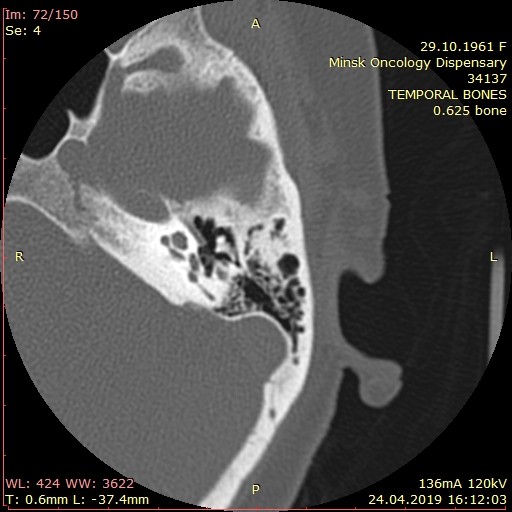 Im: 72/150
Se: 4
A
29.10.1961 F
Minsk Oncology Dispensary
34137
TEMPORAL BONES
0.625 bone
R
L
WL: 424 WW: 3622
T: 0.6mm L: -37.4mm
P
136mA 120kV
24.04.2019 16:12:03